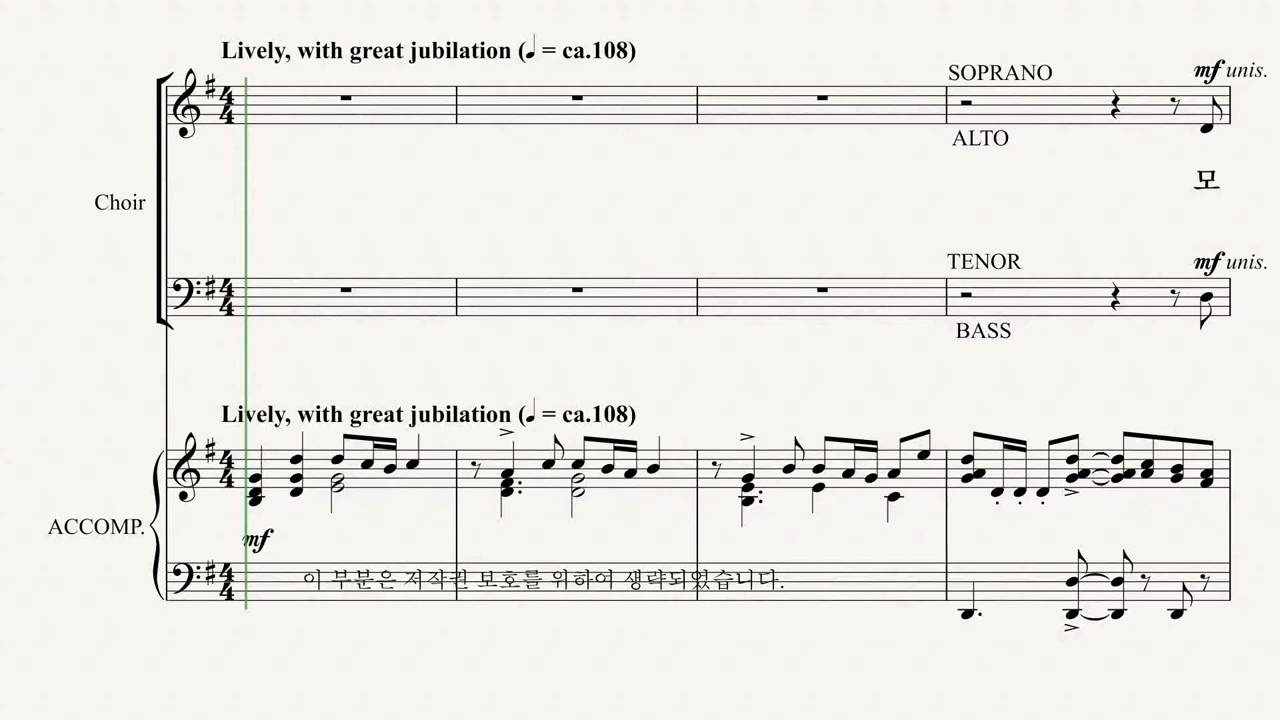 Lively, with great jubilation (♩ = ca.108)
SOPRANO
mf unis.
ALTO
모
Choir
TENOR
mf unis.
BASS
Lively, with great jubilation (♩ = ca.108)
ACCOMP.
mf
이 부분은 저작권 보호를 위하여 생략되었습니다.